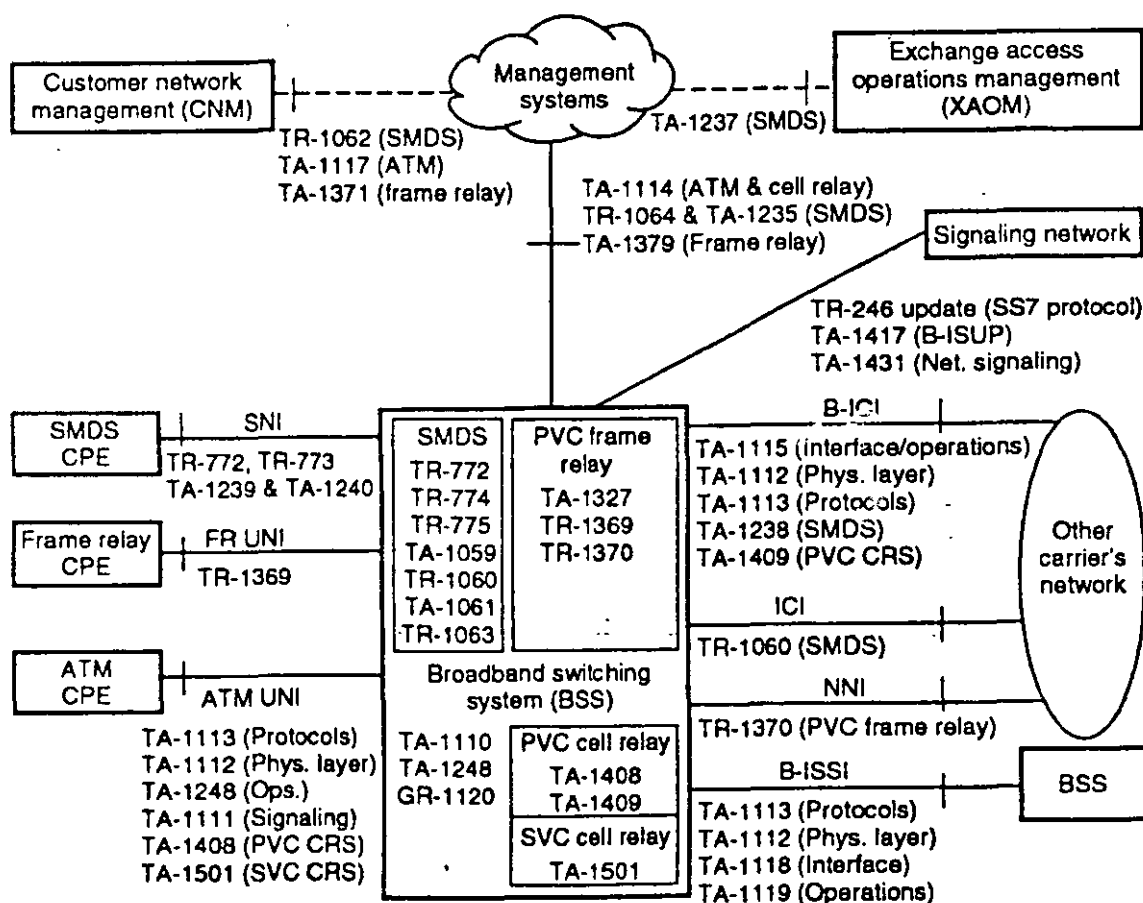 Customer network
management (CNM)
Management
systems
Exchange access
operations management
(XAOM)
TR-1062 (SMDS)
TA-1117 (ATM)
TA-1371 (frame relay)
TA-1237 (SMDS)
TA-1114 (ATM & cell relay)
TR-1064 & TA-1235 (SMDS)
TA-1379 (Frame relay)
Signaling network
TR-246 update (SS7 protocol)
TA-1417 (B-ISUP)
TA-1431 (Net. signaling)
SMDS
CPE
SNI
TR-772, TR-773
TA-1239 & TA-1240
Frame relay
CPE
FR UNI
TR-1369
ATM
CPE
ATM UNI
TA-1113 (Protocols)
TA-1112 (Phys. layer)
TA-1248 (Ops.)
TA-1111 (Signaling)
TA-1408 (PVC CRS)
TA-1501 (SVC CRS)
SMDS
TR-772
TR-774
TR-775
TA-1059
TR-1060
TA-1061
TR-1063
PVC frame
relay
TA-1327
TR-1369
TR-1370
Broadband switching
system (BSS)
TA-1110
TA-1248
GR-1120
PVC cell relay
TA-1408
TA-1409
SVC cell relay
TA-1501
B-ICI
TA-1115 (interface/operations)
TA-1112 (Phys. layer)
TA-1113 (Protocols)
TA-1238 (SMDS)
TA-1409 (PVC CRS)
ICI
TR-1060 (SMDS)
NNI
TR-1370 (PVC frame relay)
B-ISSI
TA-1113 (Protocols)
TA-1112 (Phys. layer)
TA-1118 (Interface)
TA-1119 (Operations)
Other
carrier's
network
BSS